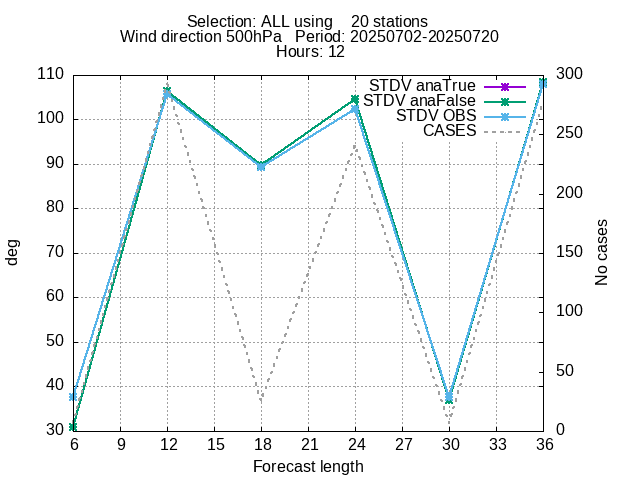 Selection: ALL using    20 stations
Wind direction 500hPa   Period: 20250702-20250720
Hours: 12
110
100
90
80
70
60
50
40
30
deg
STDV anaTrue
STDV anaFalse
STDV OBS
CASES
300
250
200
150
100
50
0
No cases
6 9 12 15 18 21 24 27 30 33 36
Forecast length